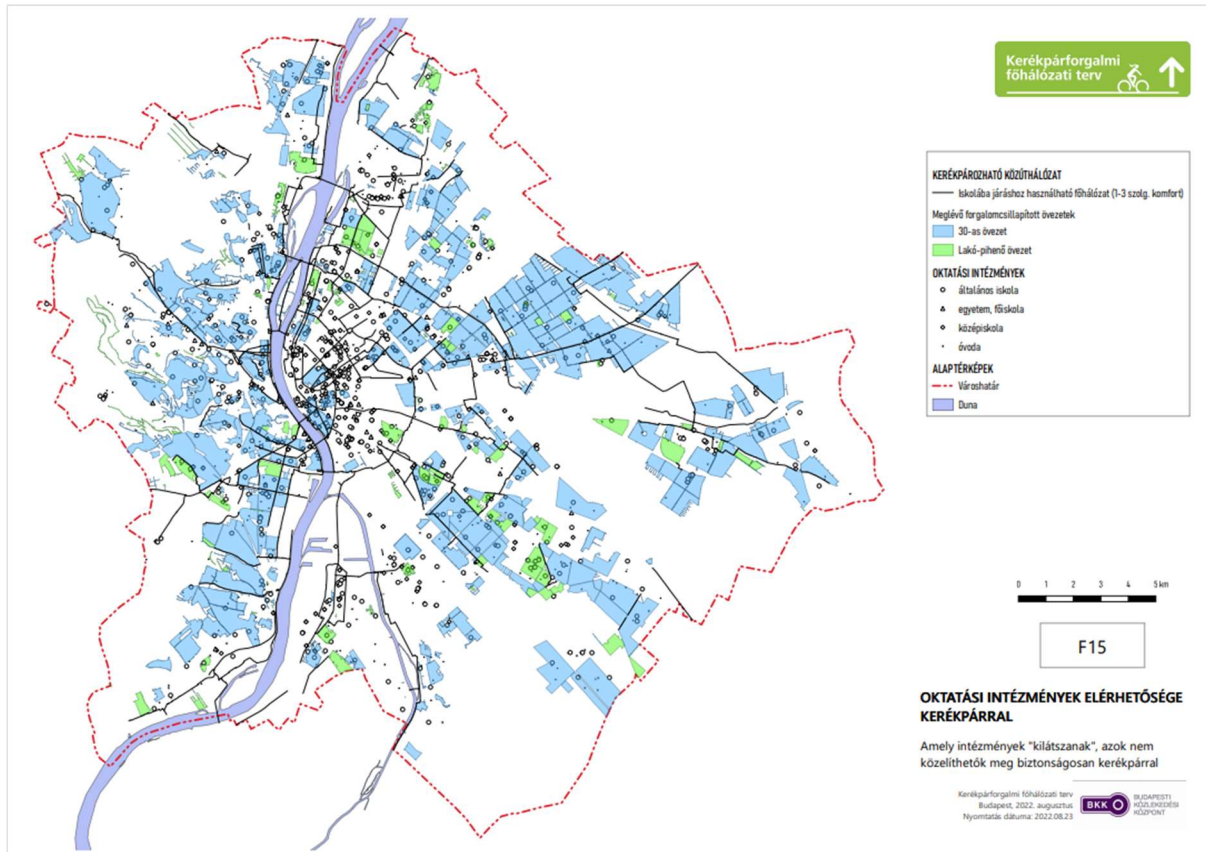 Kerékpárforgalmi
főhálózati terv
KERÉKPÁROZHATÓ KÖZÚTHÁLÓZAT
Iskolába járáshoz használható főhálózat (1-3 szolg. komfort)
Meglévő forgalomcsillapított övezetek
30-as övezet
Lakó-pihenő övezet
OKTATÁSI INTÉZMÉNYEK
általános iskola
egyetem, főiskola
középiskola
óvoda
ALAPTÉRKÉPEK
Városhatár
Duna
0 1 2 3 4 5 km
F15
OKTATÁSI INTÉZMÉNYEK ELÉRHETŐSÉGE
KERÉKPÁRRAL
Amely intézmények "kilátszanak", azok nem
közelíthetők meg biztonságosan kerékpárral
Kerékpárforgalmi főhálózati terv
Budapest, 2022. augusztus
Nyomtatás dátuma: 2022.08.23
BKK
BUDAPESTI
KÖZLEKEDÉSI
KÖZPONT